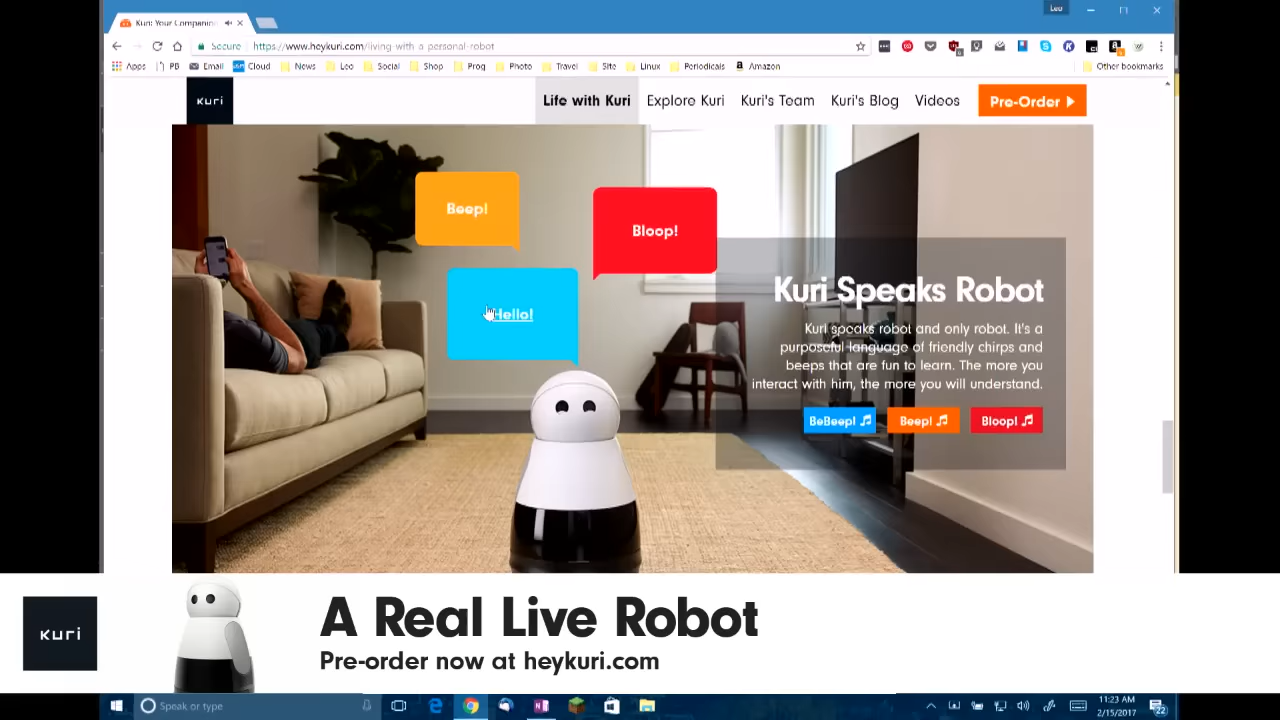 Leo
Kuri: Your Companion
Secure
https://www.heykuri.com/living-with-a-personal-robot
Apps
PB
Email
Cloud
News
Leo
Social
Shop
Prog
Photo
Travel
Site
Linux
Periodicals
Amazon
Other bookmarks
kuri
Life with Kuri
Explore Kuri
Kuri's Team
Kuri's Blog
Videos
Pre-Order
Beep!
Bloop!
Hello!
Kuri Speaks Robot
Kuri speaks robot and only robot. It's a
purposeful language of friendly chirps and
beeps that are fun to learn. The more you
interact with him, the more you will understand.
BeBeep!
Beep!
Bloop!
kuri
A Real Live Robot
Pre-order now at heykuri.com
Speak or type
11:23 AM
2/15/2017
22